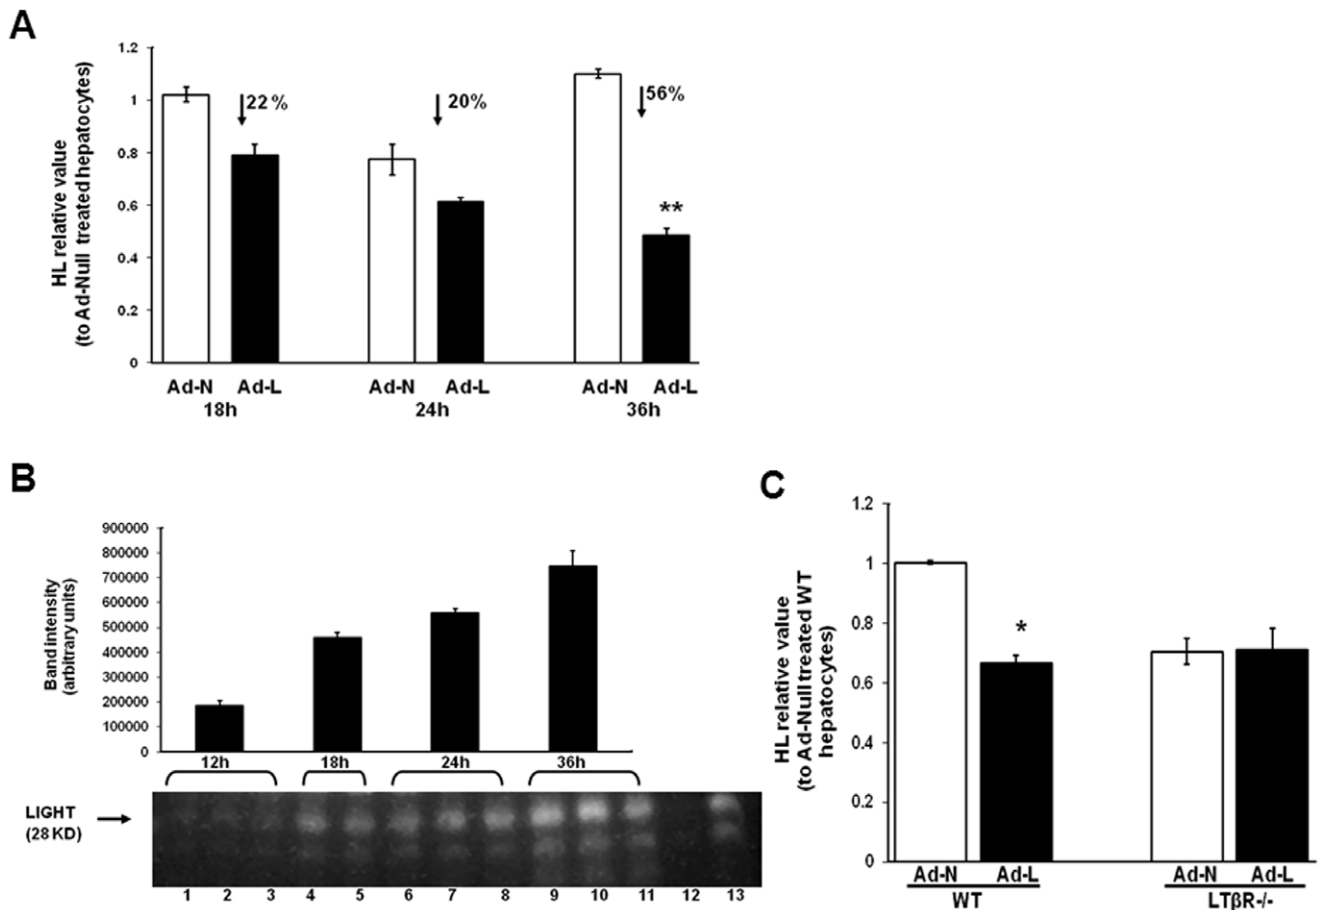 A
HL relative value
(to Ad-Null treated hepatocytes)
1.2
1
0.8
0.6
0.4
0.2
0
22 %
20%
56%
**
Ad-N Ad-L Ad-N Ad-L Ad-N Ad-L
18h 24h 36h
B
Band intensity
(arbitrary units)
900000
800000
700000
600000
500000
400000
300000
200000
100000
0
12h 18h 24h 36h
LIGHT
(28 KD)
1 2 3 4 5 6 7 8 9 10 11 12 13
C
HL relative value
(to Ad-Null treated WT
hepatocytes)
1.2
1
0.8
0.6
0.4
0.2
0
*
Ad-N Ad-L Ad-N Ad-L
WT LTβR-/-